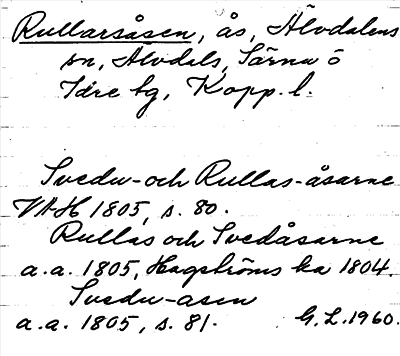 Rullarsåsen, ås, Älvdalens
sn, Älvdals, Särna ö
Idre tg, Kopp. l.
Svedu-och Rullas-åsarne
VAH 1805, s. 80.
Rullas och Svedåsarne
a.a. 1805, Hagströms ka 1804.
Svedu-asen
a.a. 1805, s. 81. G.L.1960.